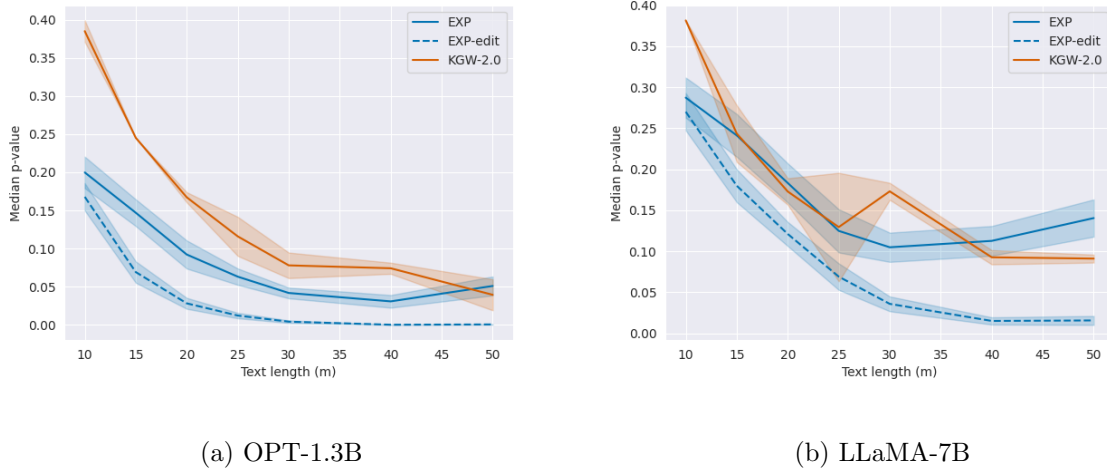 0.40
0.35
0.30
0.25
0.20
0.15
0.10
0.05
0.00
Median p-value
EXP
EXP-edit
KGW-2.0
10 15 20 25 30 35 40 45 50
Text length (m)
(a) OPT-1.3B
0.40
0.35
0.30
0.25
0.20
0.15
0.10
0.05
0.00
Median p-value
EXP
EXP-edit
KGW-2.0
10 15 20 25 30 35 40 45 50
Text length (m)
(b) LLaMA-7B